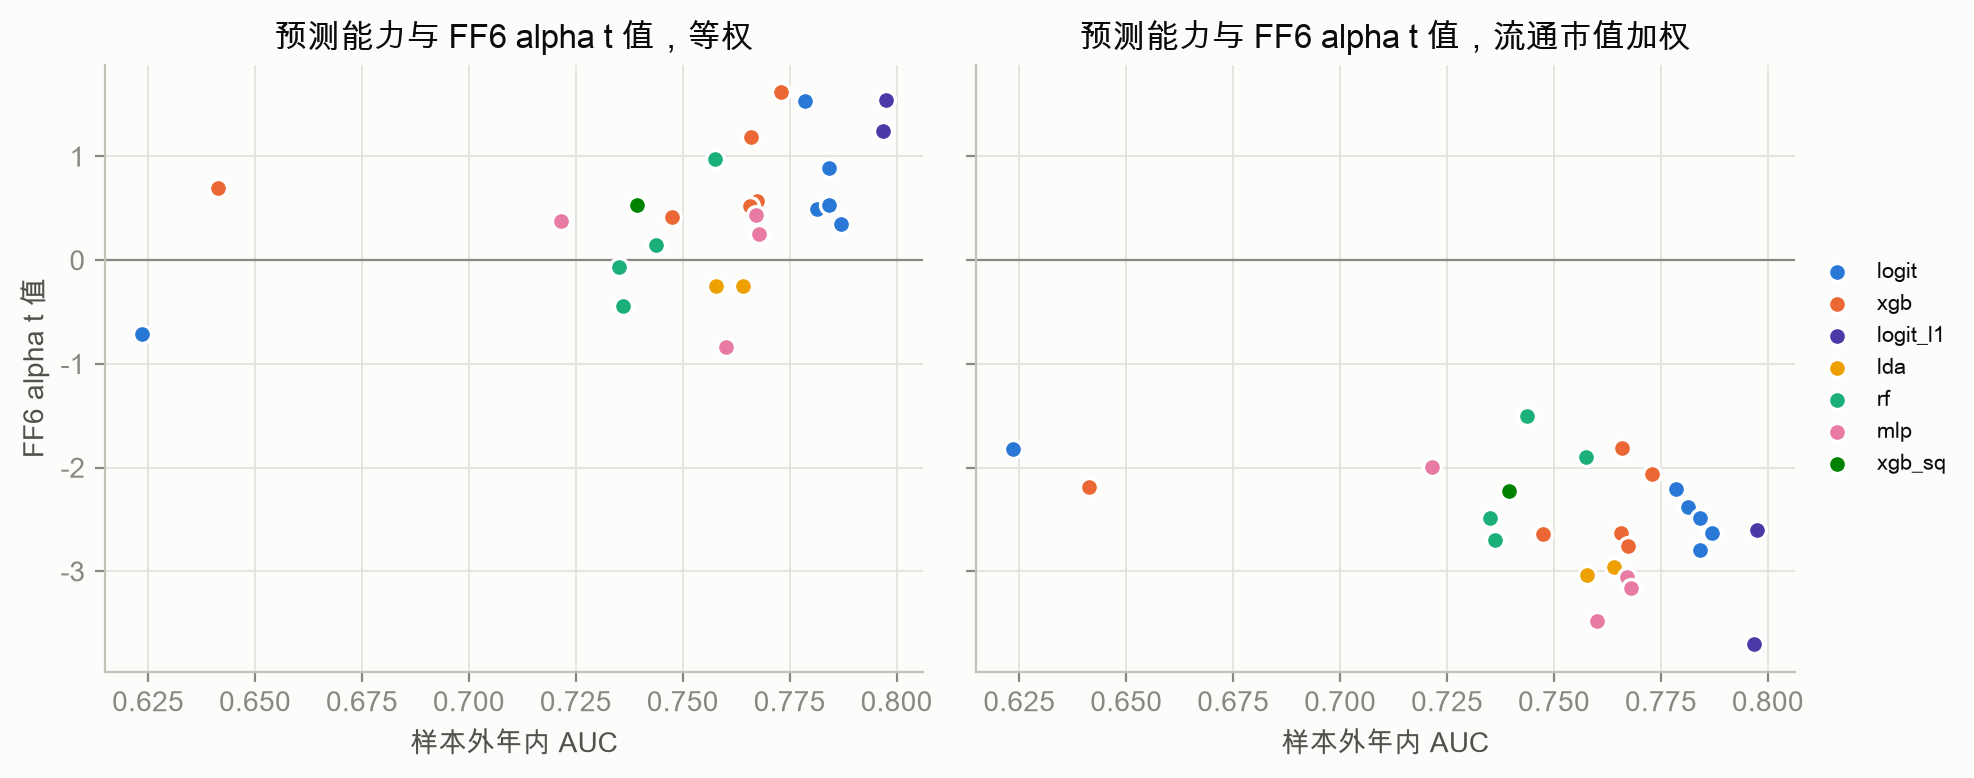 预测能力与 FF6 alpha t 值，等权
预测能力与 FF6 alpha t 值，流通市值加权
FF6 alpha t 值
1
0
-1
-2
-3
0.625 0.650 0.675 0.700 0.725 0.750 0.775 0.800
样本外年内 AUC
0.625 0.650 0.675 0.700 0.725 0.750 0.775 0.800
样本外年内 AUC
logit
xgb
logit_l1
lda
rf
mlp
xgb_sq